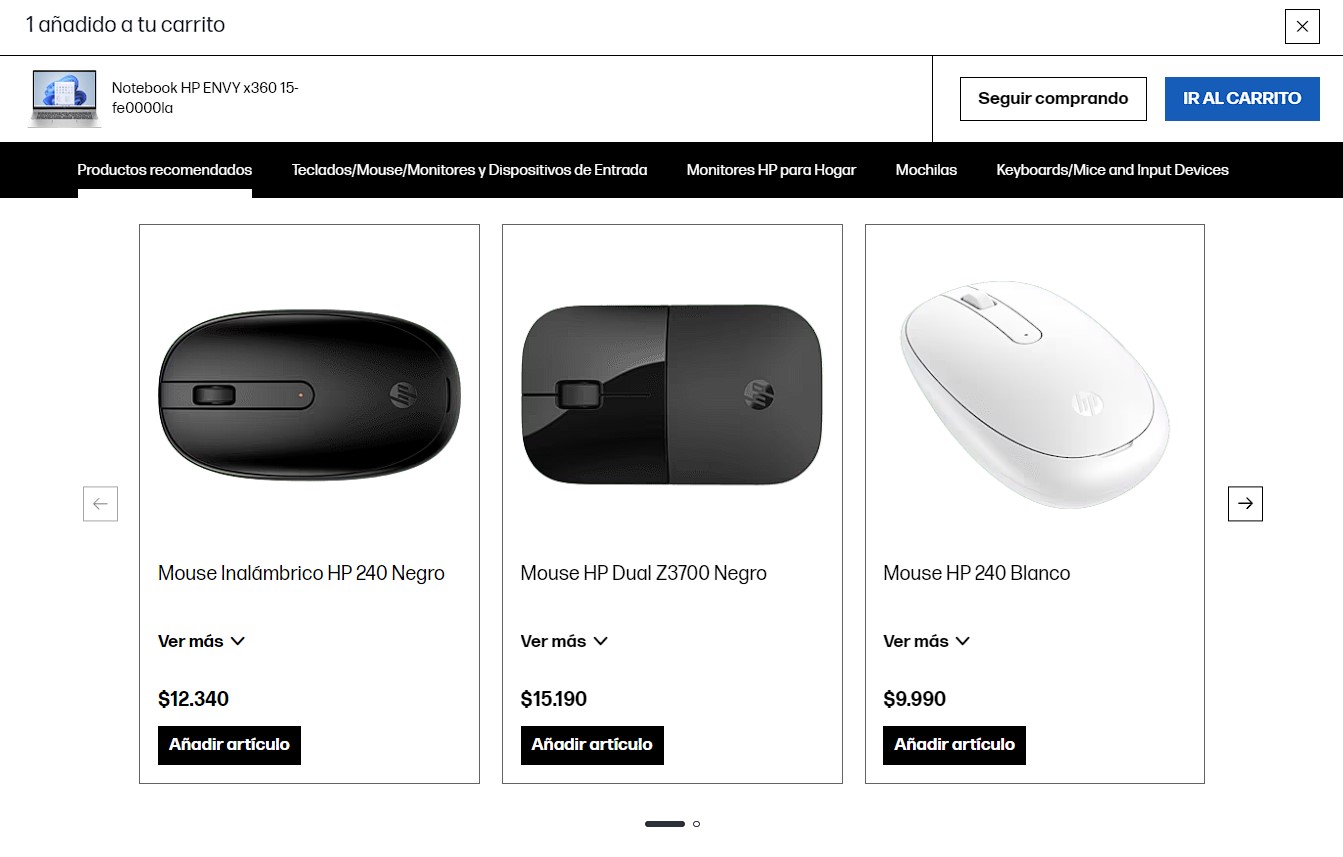 1 añadido a tu carrito
Notebook HP ENVY x360 15-
fe0000la
Seguir comprando
IR AL CARRITO
Productos recomendados
Teclados/Mouse/Monitores y Dispositivos de Entrada
Monitores HP para Hogar
Mochilas
Keyboards/Mice and Input Devices
hp
hp
hp
Mouse Inalámbrico HP 240 Negro
Mouse HP Dual Z3700 Negro
Mouse HP 240 Blanco
Ver más
Ver más
Ver más
$12.340
$15.190
$9.990
Añadir artículo
Añadir artículo
Añadir artículo